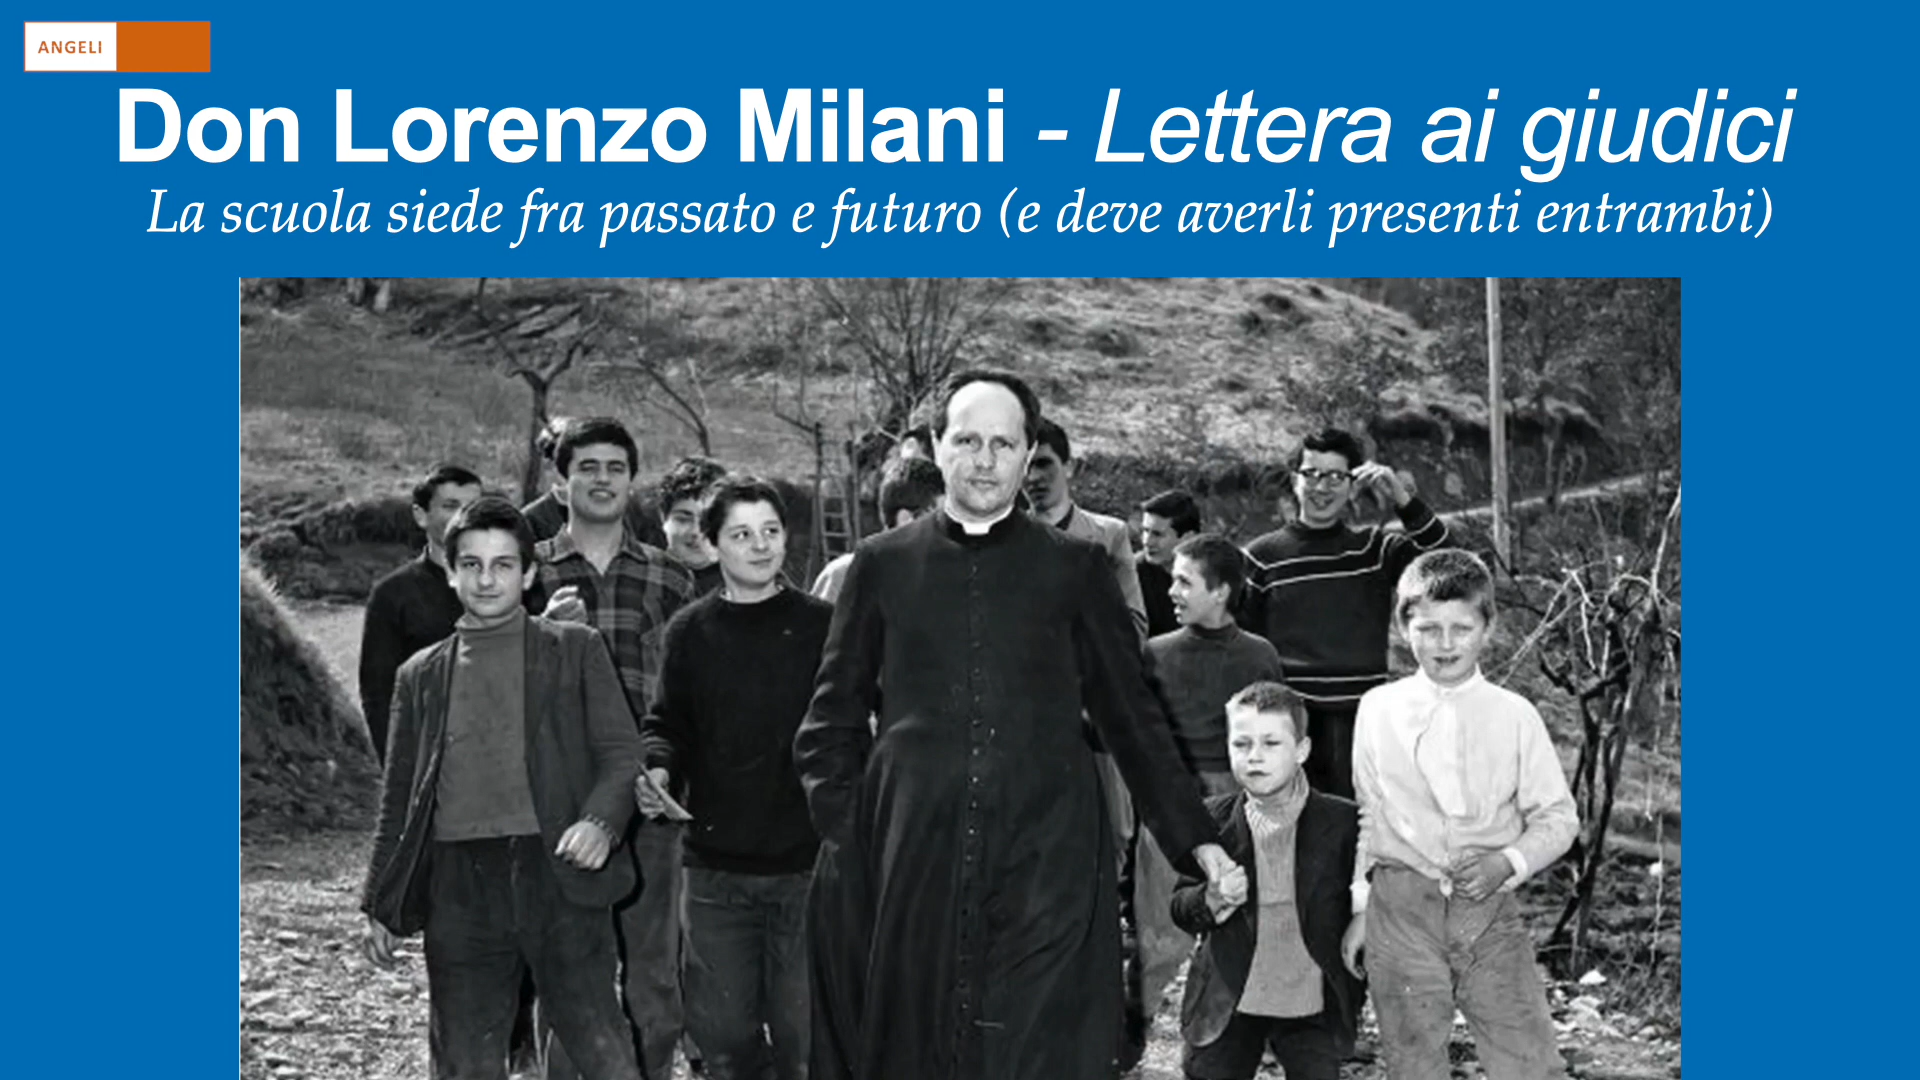 ANGELI
Don Lorenzo Milani - Lettera ai giudici
La scuola siede fra passato e futuro (e deve averli presenti entrambi)